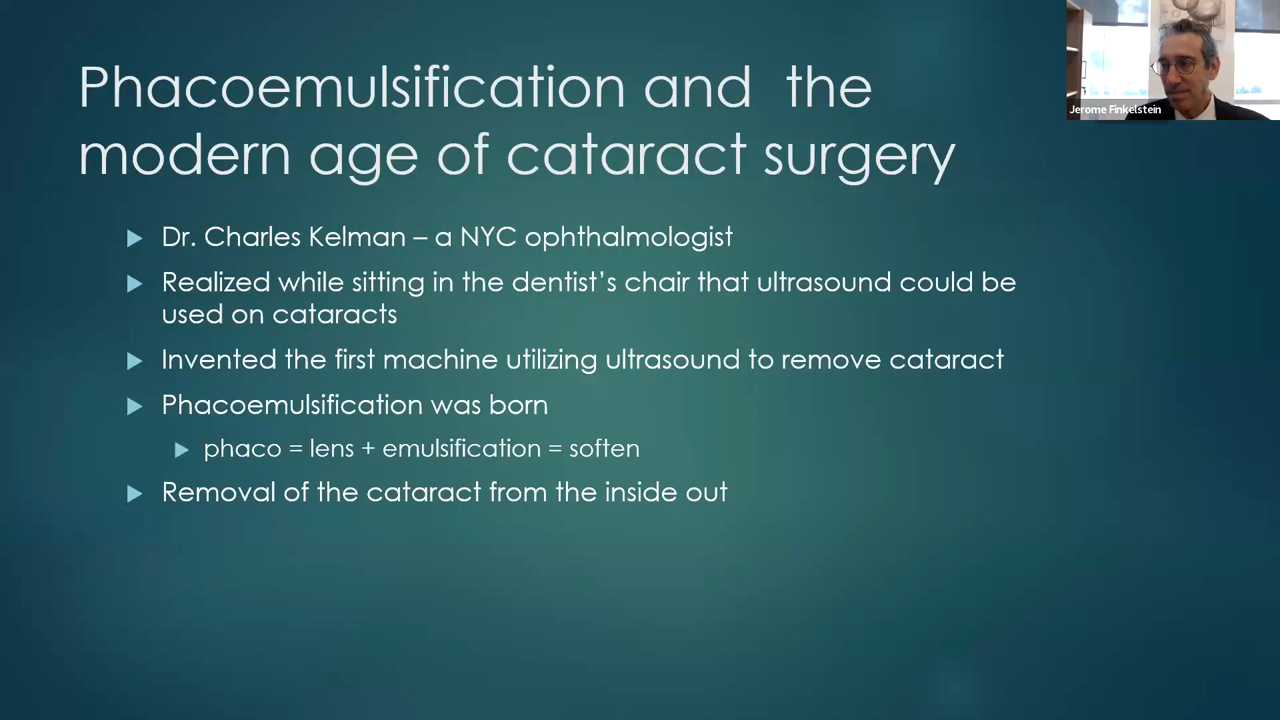 Phacoemulsification and the
modern age of cataract surgery
Jerome Finkelstein
Dr. Charles Kelman – a NYC ophthalmologist
Realized while sitting in the dentist’s chair that ultrasound could be
used on cataracts
Invented the first machine utilizing ultrasound to remove cataract
Phacoemulsification was born
phaco = lens + emulsification = soften
Removal of the cataract from the inside out